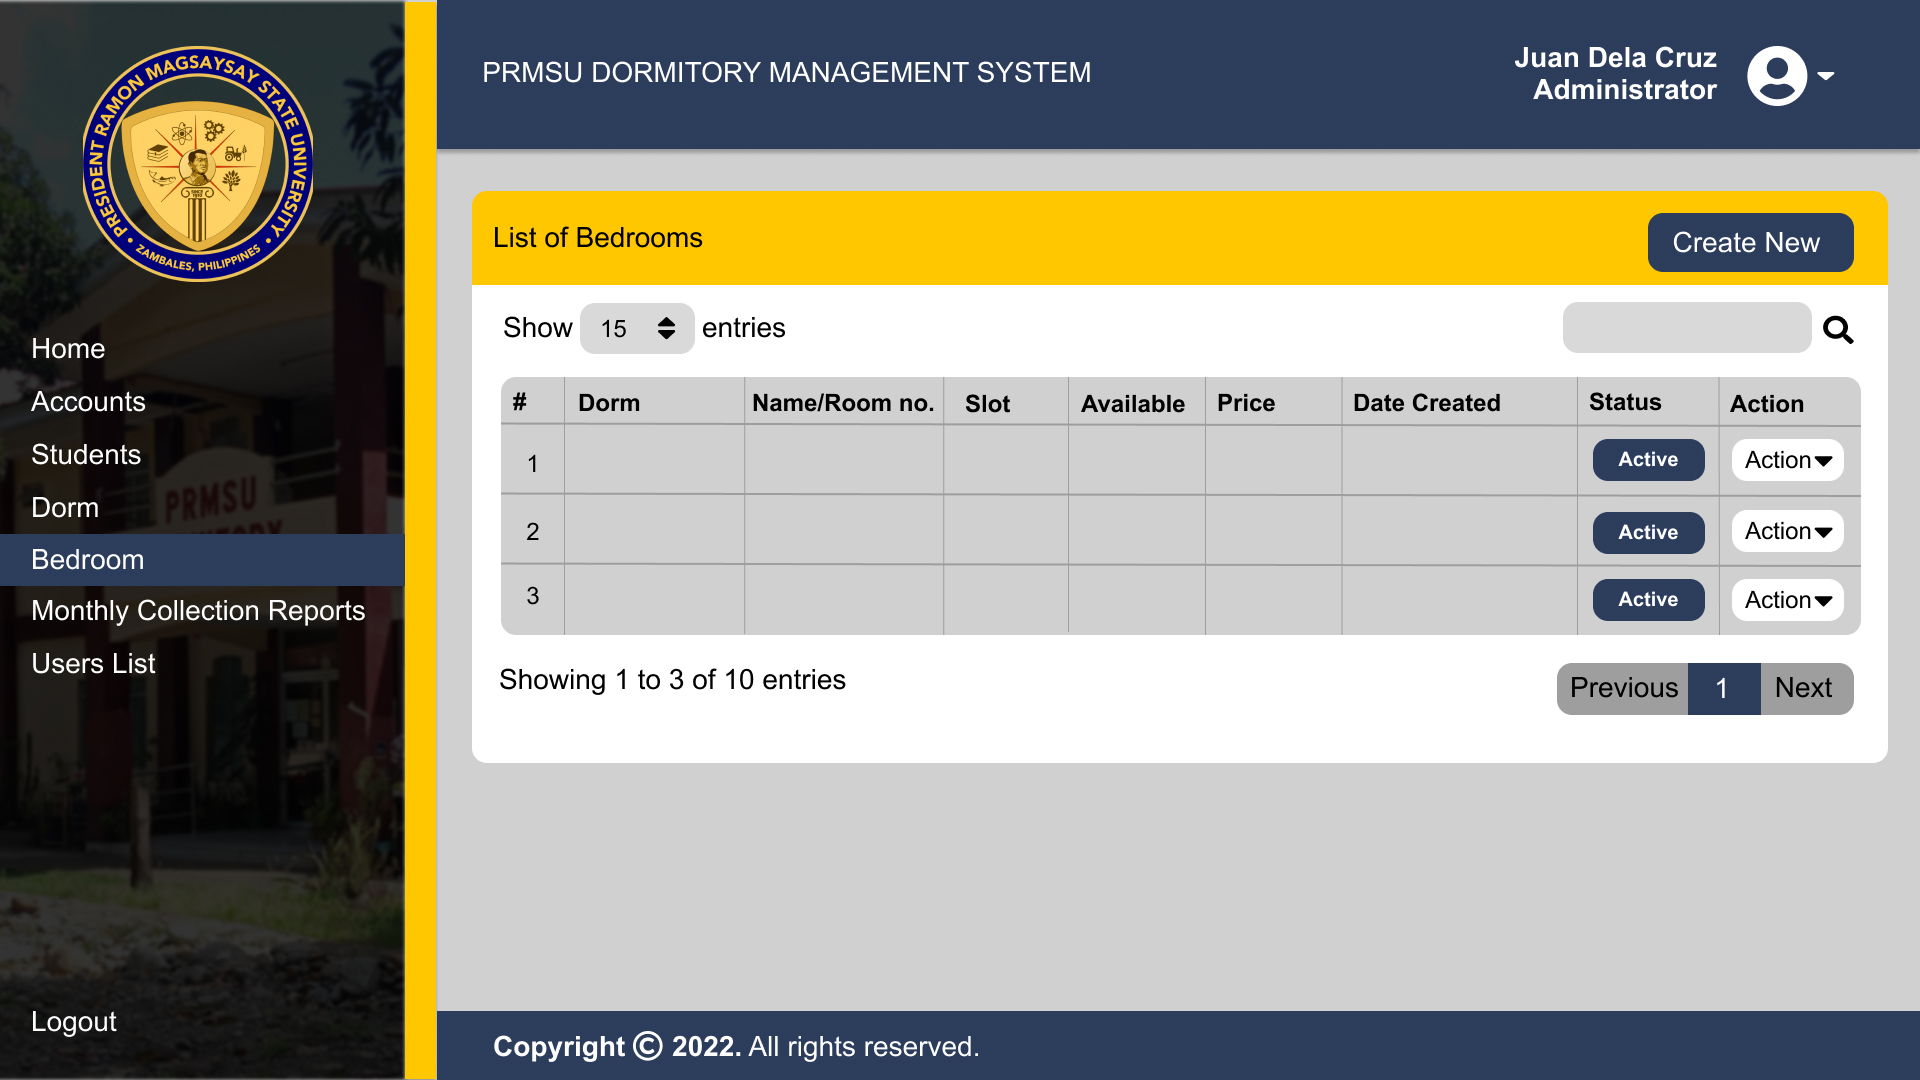 PRESIDENT RAMON MAGSAYSAY STATE UNIVERSITY
• ZAMBALES, PHILIPPINES •
PRMSU DORMITORY MANAGEMENT SYSTEM
Juan Dela Cruz
Administrator
Home
Accounts
Students
Dorm
Bedroom
Monthly Collection Reports
Users List
Logout
PRMSU
List of Bedrooms
Create New
Show 15 entries
# Dorm Name/Room no. Slot Available Price Date Created Status Action
1 Active Action
2 Active Action
3 Active Action
Showing 1 to 3 of 10 entries
Previous 1 Next
Copyright © 2022. All rights reserved.